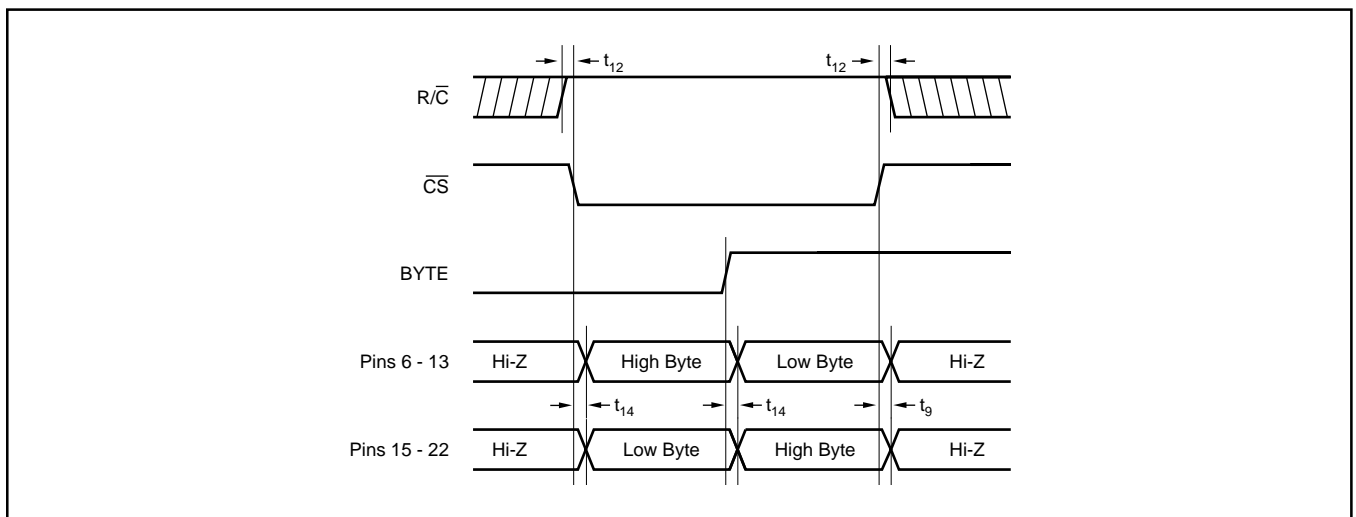 t12 t12
R/C̅
C̅S̅
BYTE
Pins 6 - 13 Hi-Z High Byte Low Byte Hi-Z
t14 t14 t9
Pins 15 - 22 Hi-Z Low Byte High Byte Hi-Z